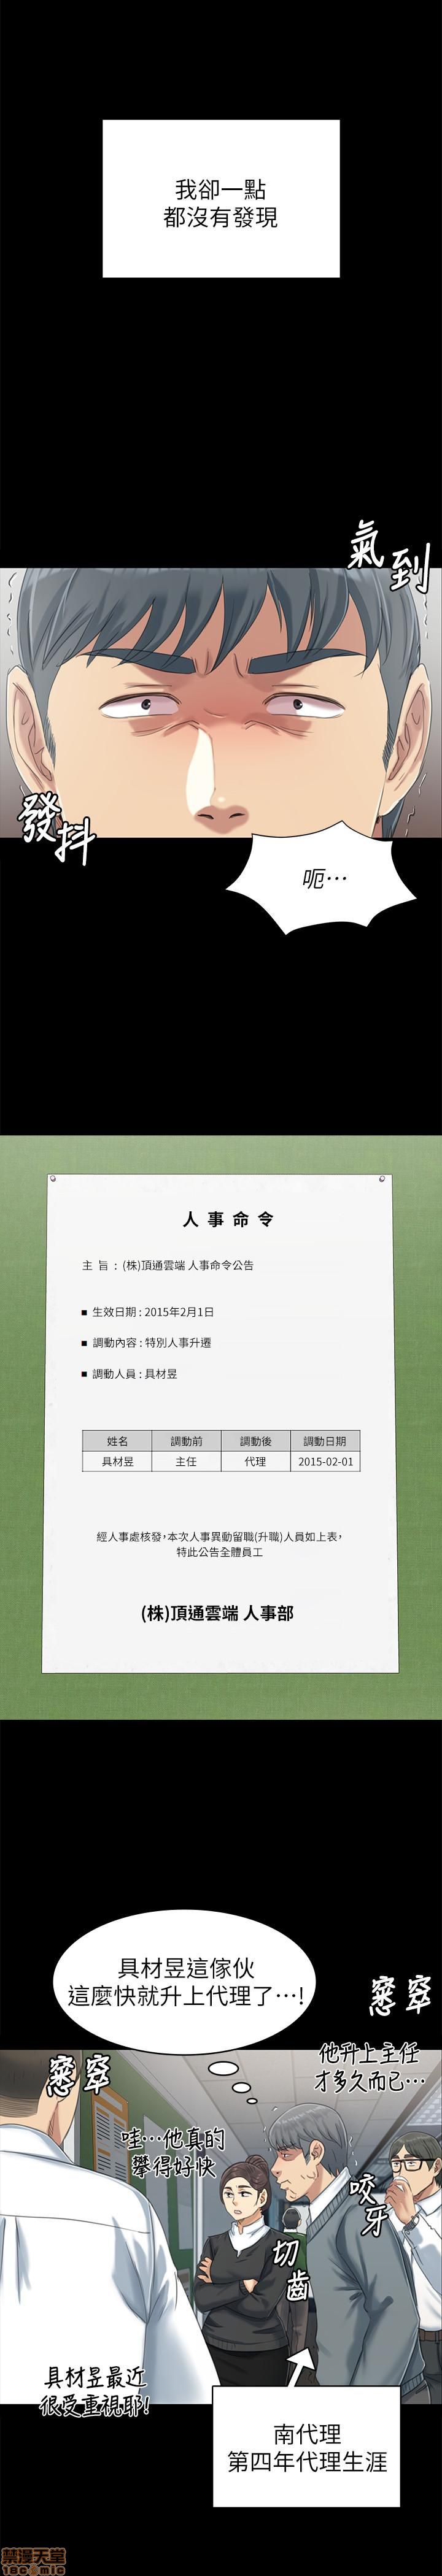 我卻一點
都沒有發現
氣到
發抖
呃…
人事命令
主 旨 : (株)頂通雲端 人事命令公告
■ 生效日期 : 2015年2月1日
■ 調動內容 : 特別人事升遷
■ 調動人員 : 具材昱
姓名 調動前 調動後 調動日期
具材昱 主任 代理 2015-02-01
經人事處核發,本次人事異動留職(升職)人員如上表,
特此公告全體員工
(株)頂通雲端 人事部
具材昱這傢伙
這麼快就升上代理了…!
窸窣
他升上主任
才多久而已…
窸窣
哇…他真的
攀得好快
咬牙
切齒
具材昱最近
很受重視耶!
南代理
第四年代理生涯
禁漫天堂